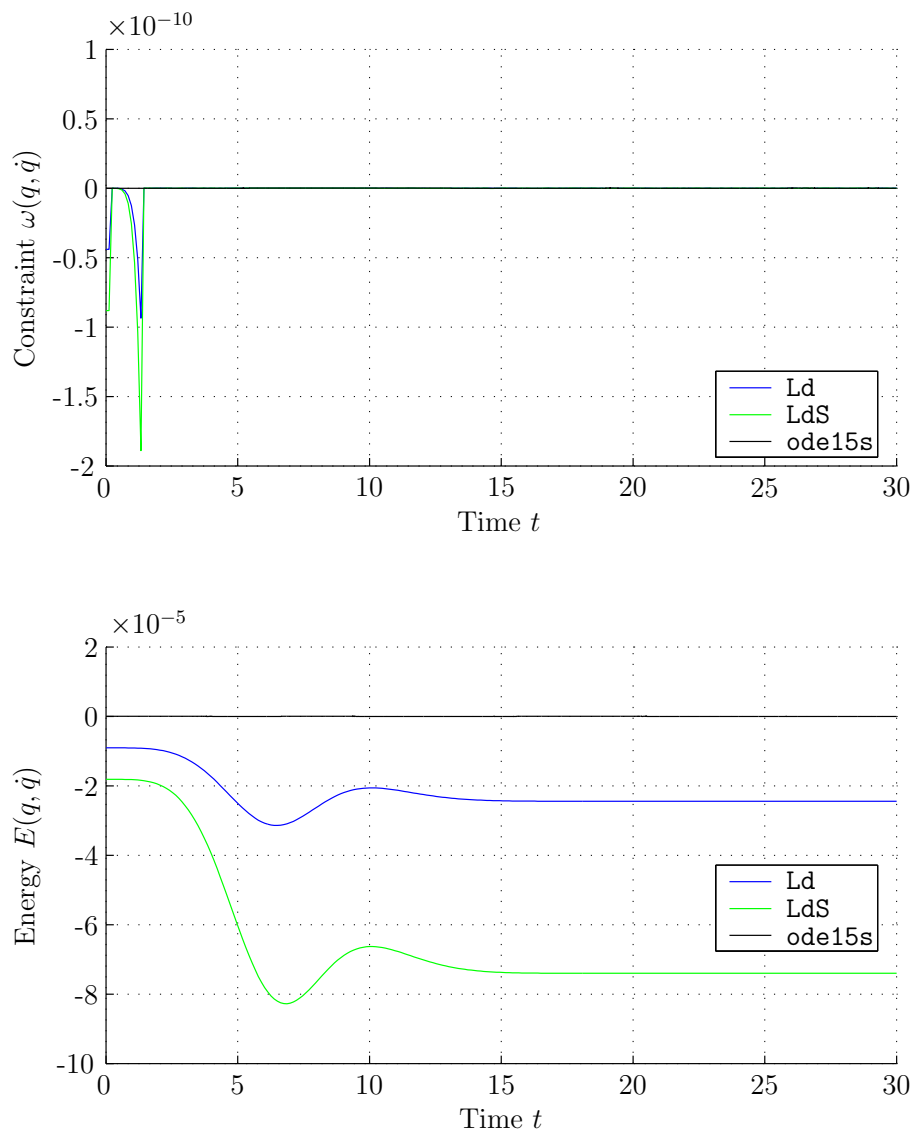 ×10⁻¹⁰
1
0.5
0
-0.5
-1
-1.5
-2
Constraint ω(q, q̇)
Ld
LdS
ode15s
0 5 10 15 20 25 30
Time t
×10⁻⁵
2
0
-2
-4
-6
-8
-10
Energy E(q, q̇)
Ld
LdS
ode15s
0 5 10 15 20 25 30
Time t